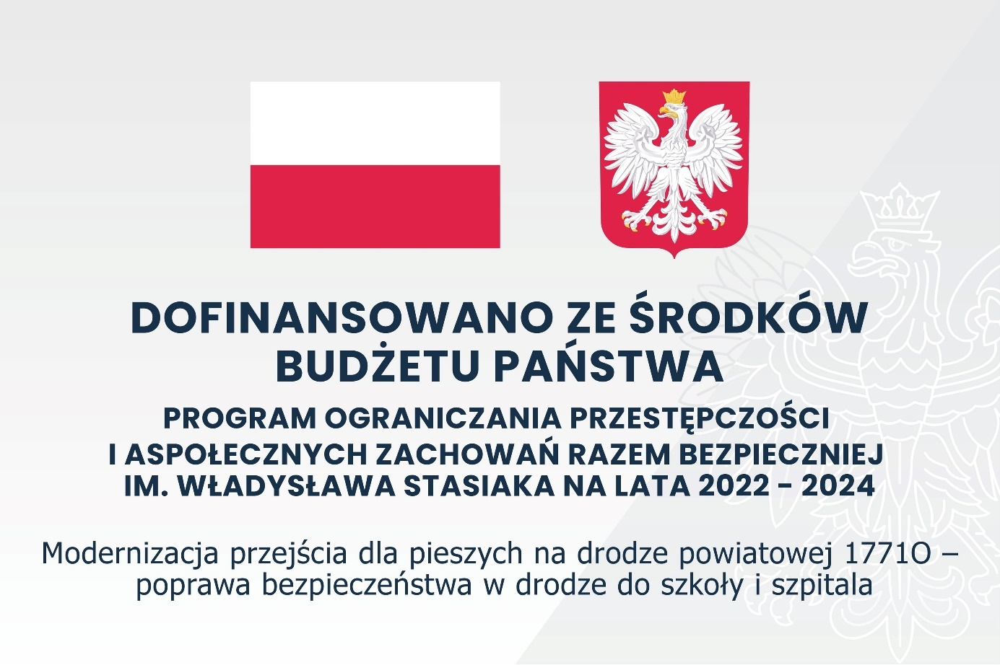 DOFINANSOWANO ZE ŚRODKÓW
BUDŻETU PAŃSTWA
PROGRAM OGRANICZANIA PRZESTĘPCZOŚCI
I ASPOŁECZNYCH ZACHOWAŃ RAZEM BEZPIECZNIEJ
IM. WŁADYSŁAWA STASIAKA NA LATA 2022 - 2024
Modernizacja przejścia dla pieszych na drodze powiatowej 1771O –
poprawa bezpieczeństwa w drodze do szkoły i szpitala